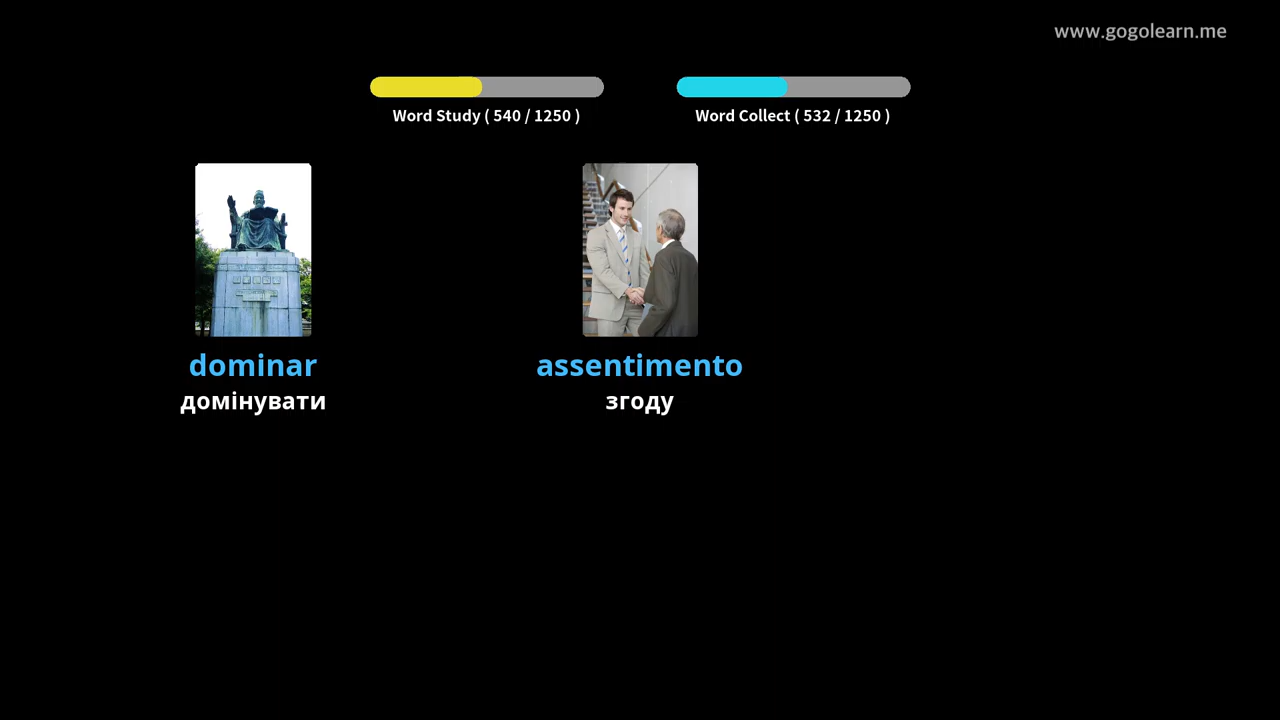 www.gogolearn.me
Word Study ( 540 / 1250 )
Word Collect ( 532 / 1250 )
dominar
домінувати
assentimento
згоду